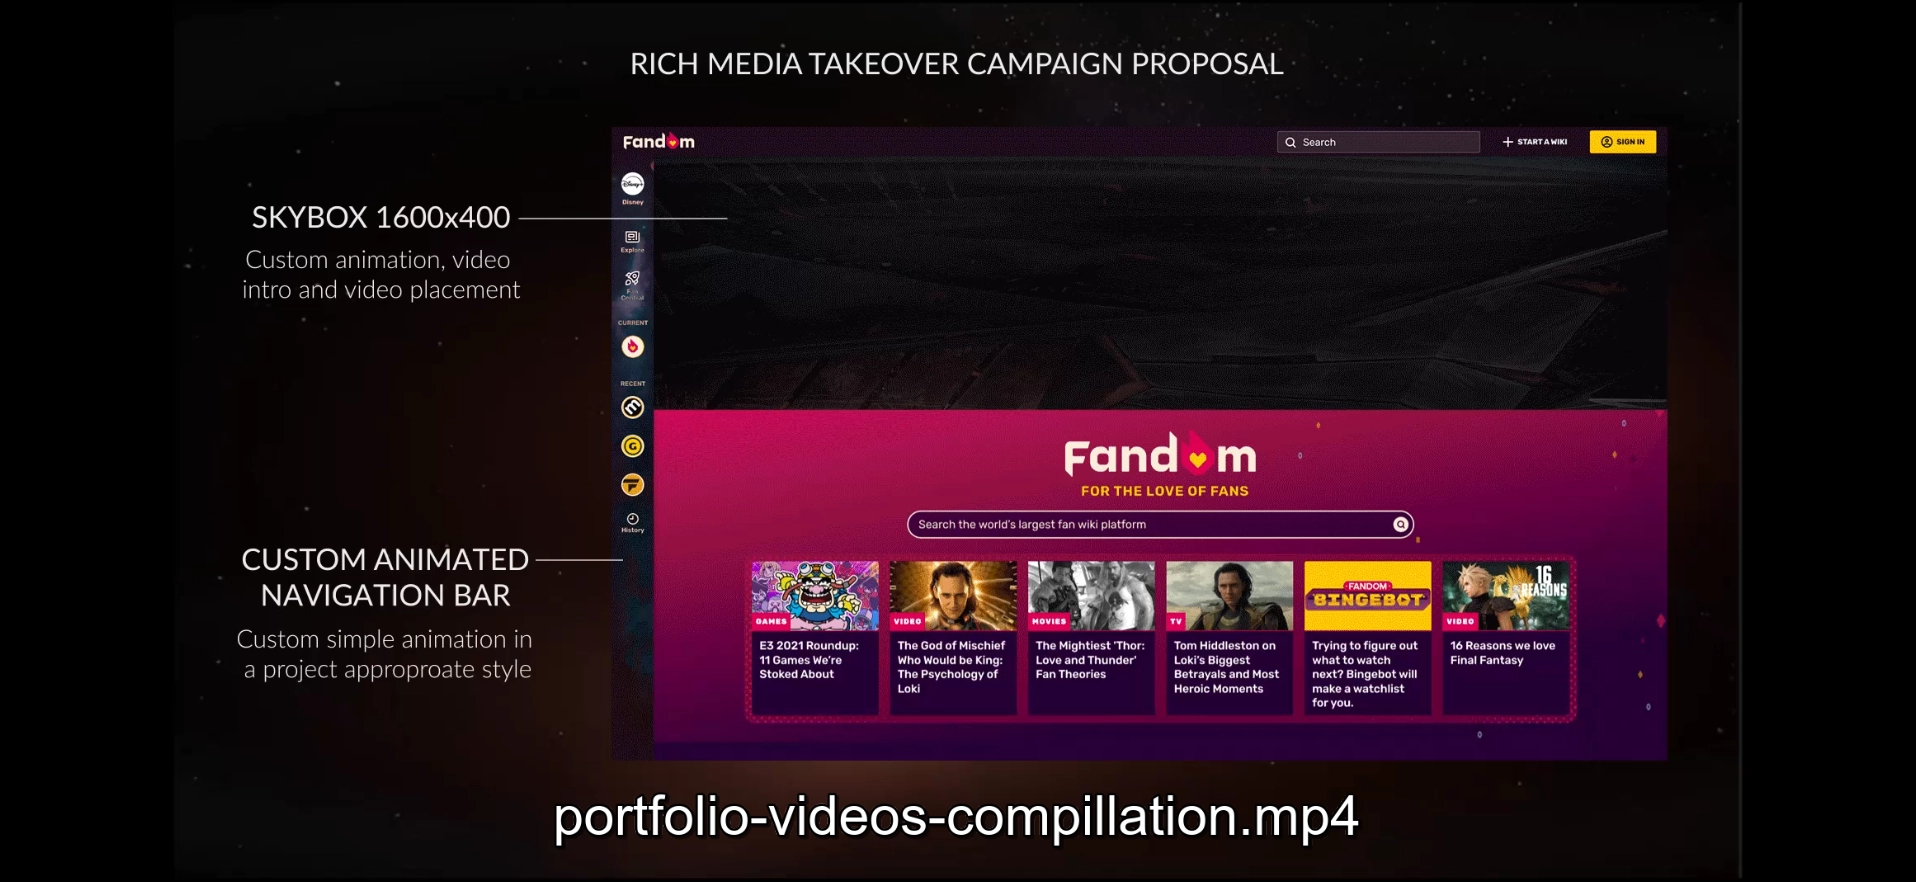 RICH MEDIA TAKEOVER CAMPAIGN PROPOSAL
Fandom
Search
START A WIKI
SIGN IN
Disney+
Disney
Explore
Fan
Central
CURRENT
RECENT
G
History
SKYBOX 1600x400
Custom animation, video
intro and video placement
CUSTOM ANIMATED
NAVIGATION BAR
Custom simple animation in
a project approproate style
Fandom
FOR THE LOVE OF FANS
Search the world's largest fan wiki platform
GAMES
E3 2021 Roundup:
11 Games We're
Stoked About
VIDEO
The God of Mischief
Who Would be King:
The Psychology of
Loki
MOVIES
The Mightiest 'Thor:
Love and Thunder'
Fan Theories
TV
Tom Hiddleston on
Loki's Biggest
Betrayals and Most
Heroic Moments
FANDOM
BINGEBOT
Trying to figure out
what to watch
next? Bingebot will
make a watchlist
for you.
16
REASONS
VIDEO
16 Reasons we love
Final Fantasy
portfolio-videos-compillation.mp4